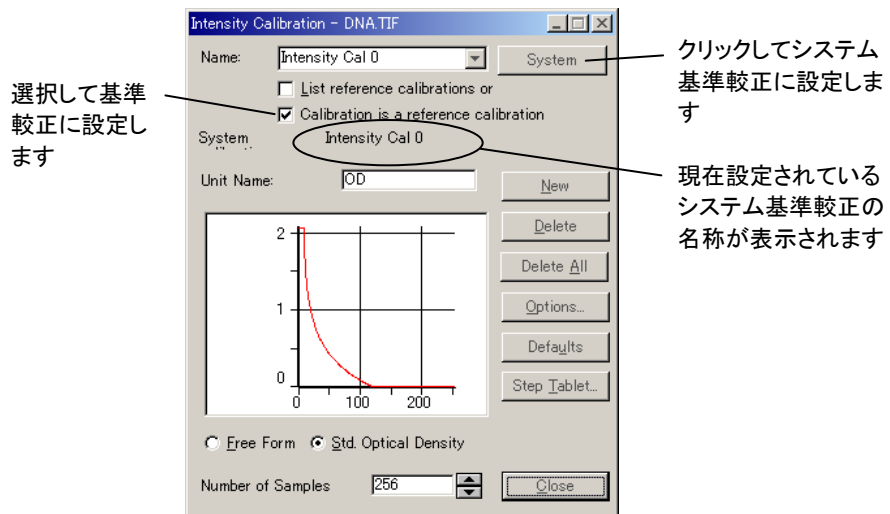 Intensity Calibration - DNA.TIF
Name:
Intensity Cal 0
System
List reference calibrations or
Calibration is a reference calibration
System
Intensity Cal 0
Unit Name:
OD
New
Delete
Delete All
Options...
Defaults
Step Tablet...
2
1
0
0
100
200
Free Form
Std. Optical Density
Number of Samples
256
Close
選択して基準
較正に設定し
ます
クリックしてシステム
基準較正に設定しま
す
現在設定されている
システム基準較正の
名称が表示されます